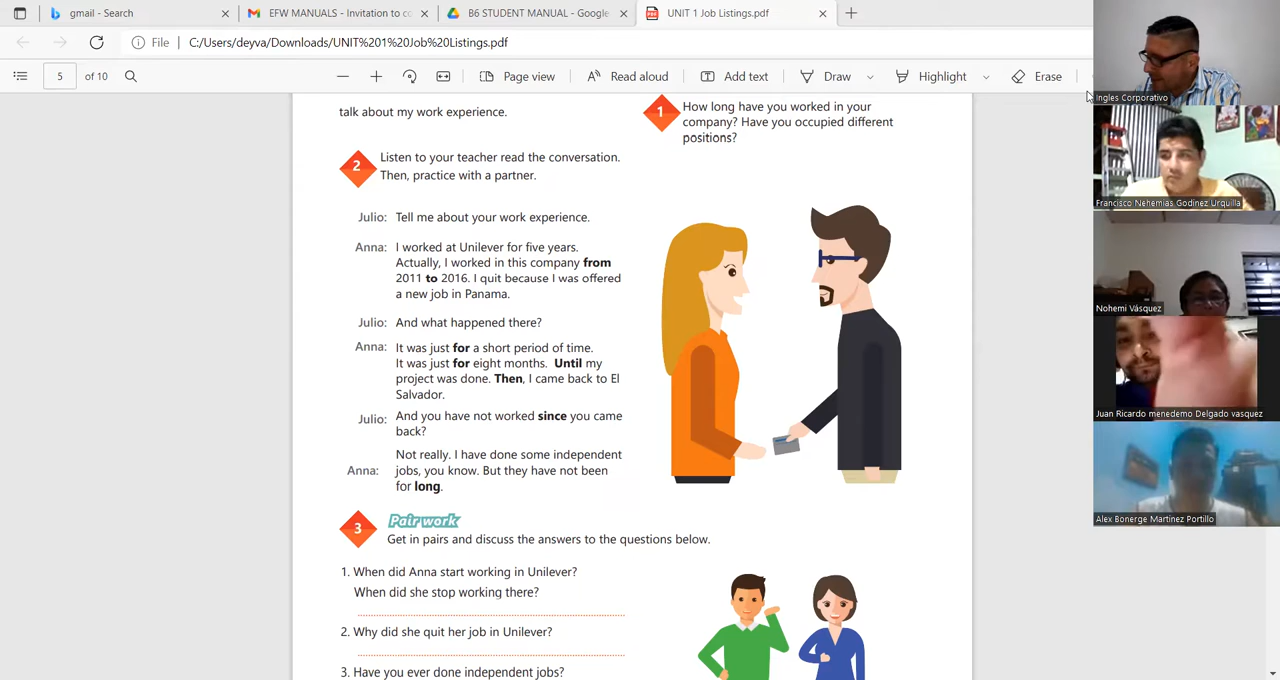 gmail - Search
EFW MANUALS - Invitation to co
B6 STUDENT MANUAL - Google
UNIT 1 Job Listings.pdf
File
C:/Users/deyva/Downloads/UNIT%201%20Job%20Listings.pdf
5 of 10
Page view
Read aloud
Add text
Draw
Highlight
Erase
talk about my work experience.
1
How long have you worked in your
company? Have you occupied different
positions?
2
Listen to your teacher read the conversation.
Then, practice with a partner.
Julio: Tell me about your work experience.
Anna: I worked at Unilever for five years.
Actually, I worked in this company from
2011 to 2016. I quit because I was offered
a new job in Panama.
Julio: And what happened there?
Anna: It was just for a short period of time.
It was just for eight months. Until my
project was done. Then, I came back to El
Salvador.
Julio: And you have not worked since you came
back?
Not really. I have done some independent
Anna: jobs, you know. But they have not been
for long.
3
Pair work
Get in pairs and discuss the answers to the questions below.
1. When did Anna start working in Unilever?
When did she stop working there?
2. Why did she quit her job in Unilever?
3. Have you ever done independent jobs?
Ingles Corporativo
Francisco Nehemias Godinez Urquilla
Nohemi Vásquez
Juan Ricardo menedemo Delgado vasquez
Alex Bonerge Martínez Portillo